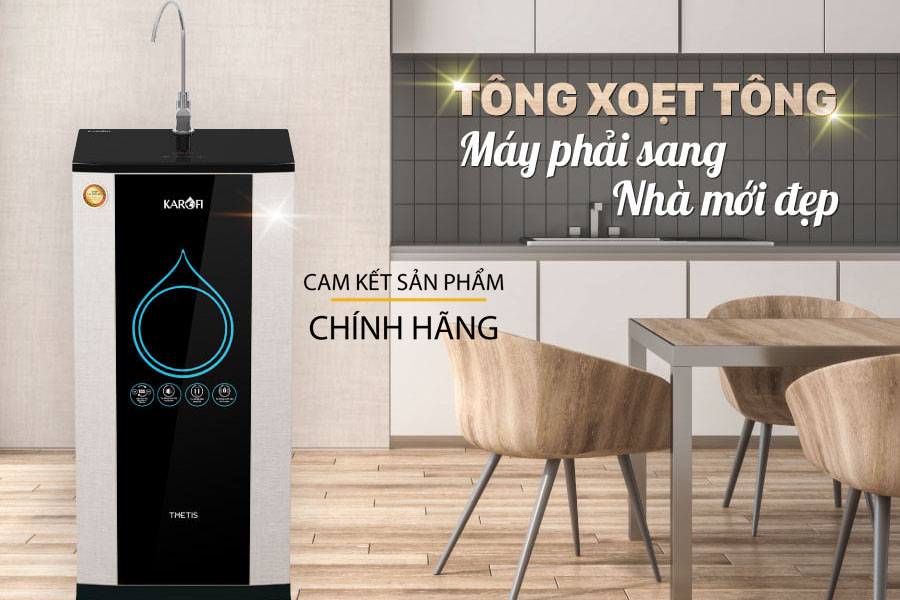 TÔNG XOẸT TÔNG
Máy phải sang
Nhà mới đẹp
KAROFI
CAM KẾT SẢN PHẨM
CHÍNH HÃNG
THETIS